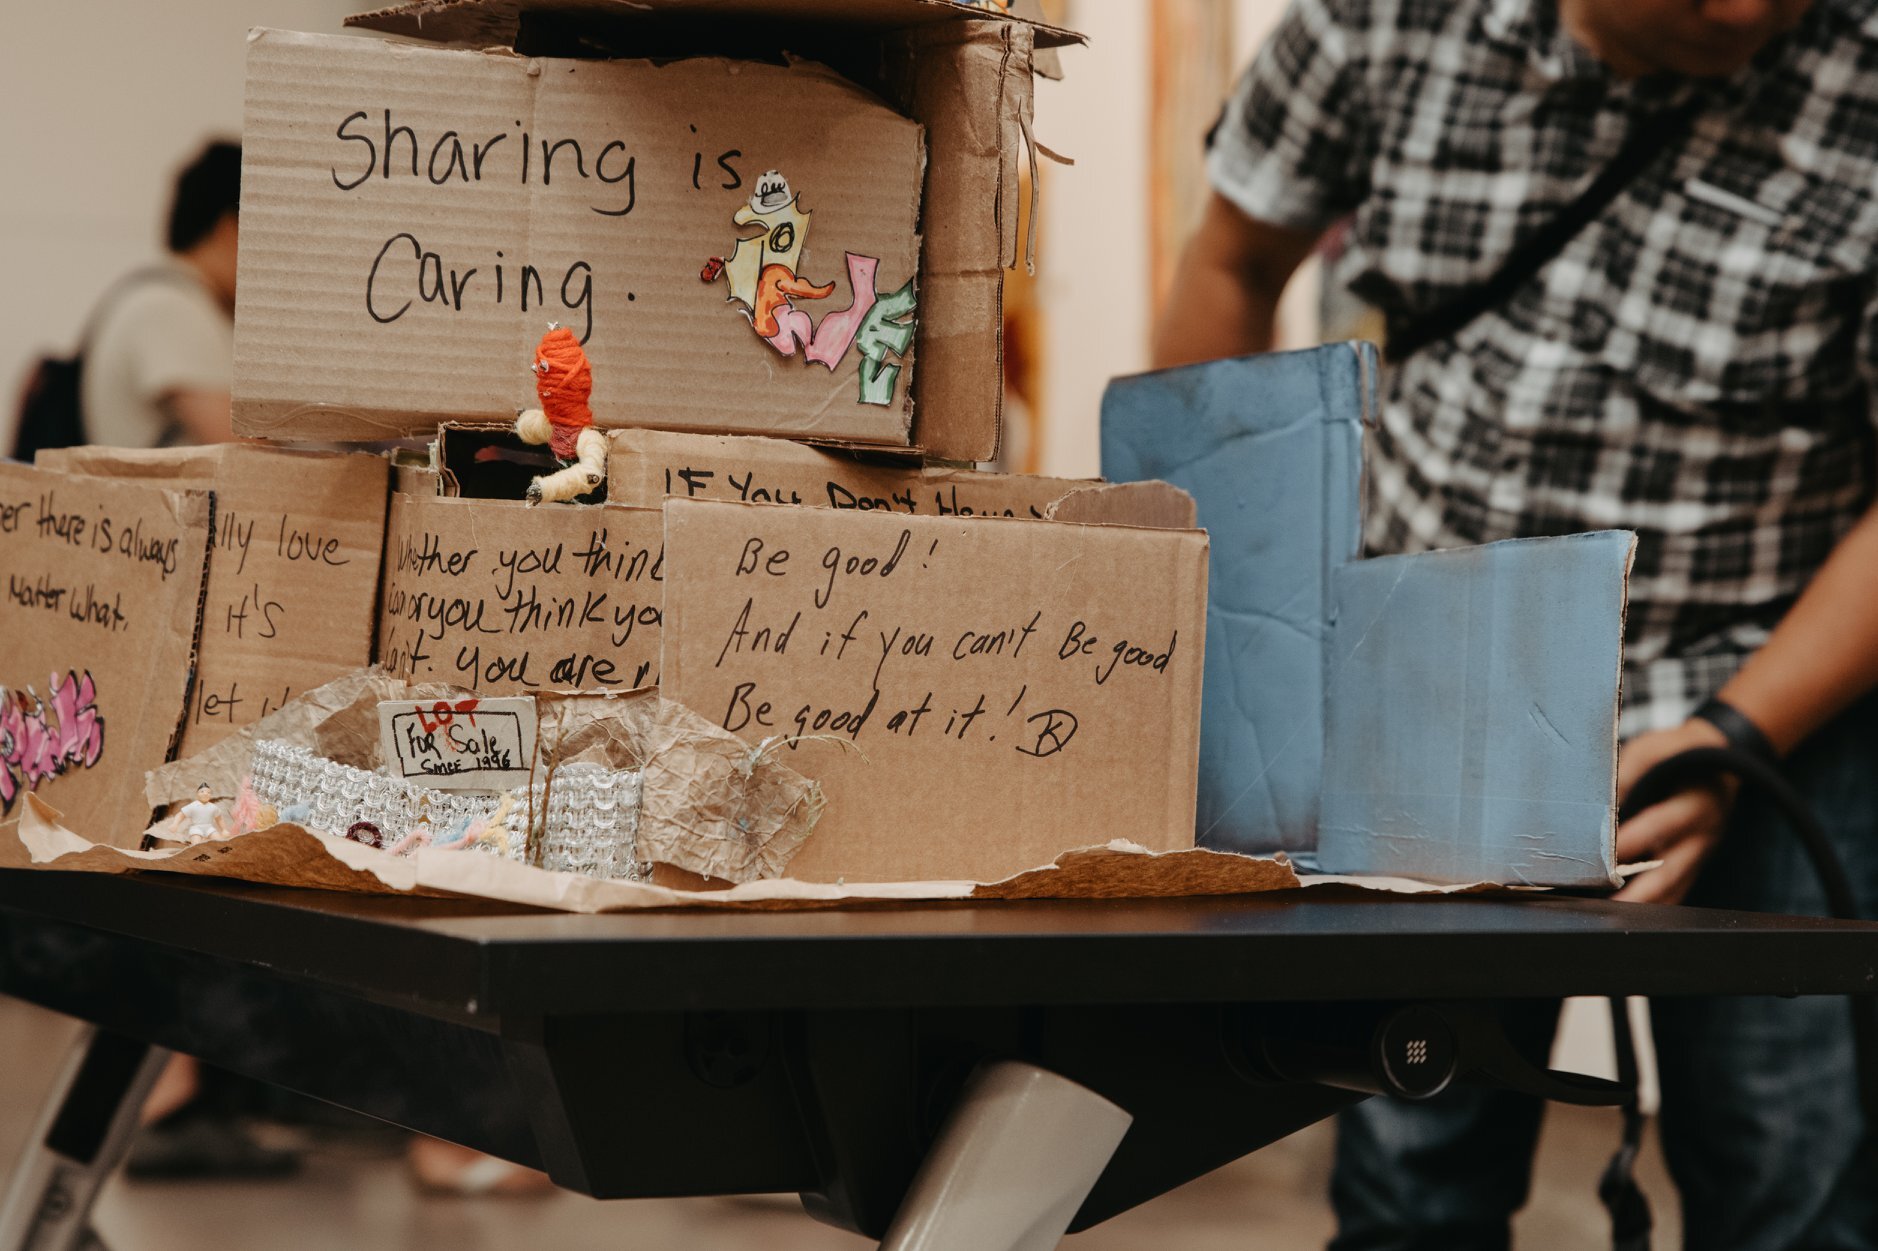 Sharing is
Caring.
IF You Don't Have
er there is always
Matter What.
lly love
it's
let it
Whether you think
can or you think you
can't. You are r
Be good!
And if you can't Be good
Be good at it!
LOT
For Sale
Since 1996